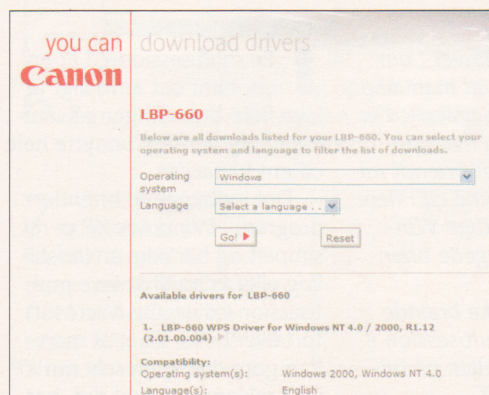 you can download drivers
Canon
LBP-660
Below are all downloads listed for your LBP-660. You can select your
operating system and language to filter the list of downloads.
Operating system Windows
Language Select a language . .
Go! Reset
Available drivers for LBP-660
1. LBP-660 WPS Driver for Windows NT 4.0 / 2000, R1.12
(2.01.00.004)
Compatibility:
Operating system(s): Windows 2000, Windows NT 4.0
Language(s): English